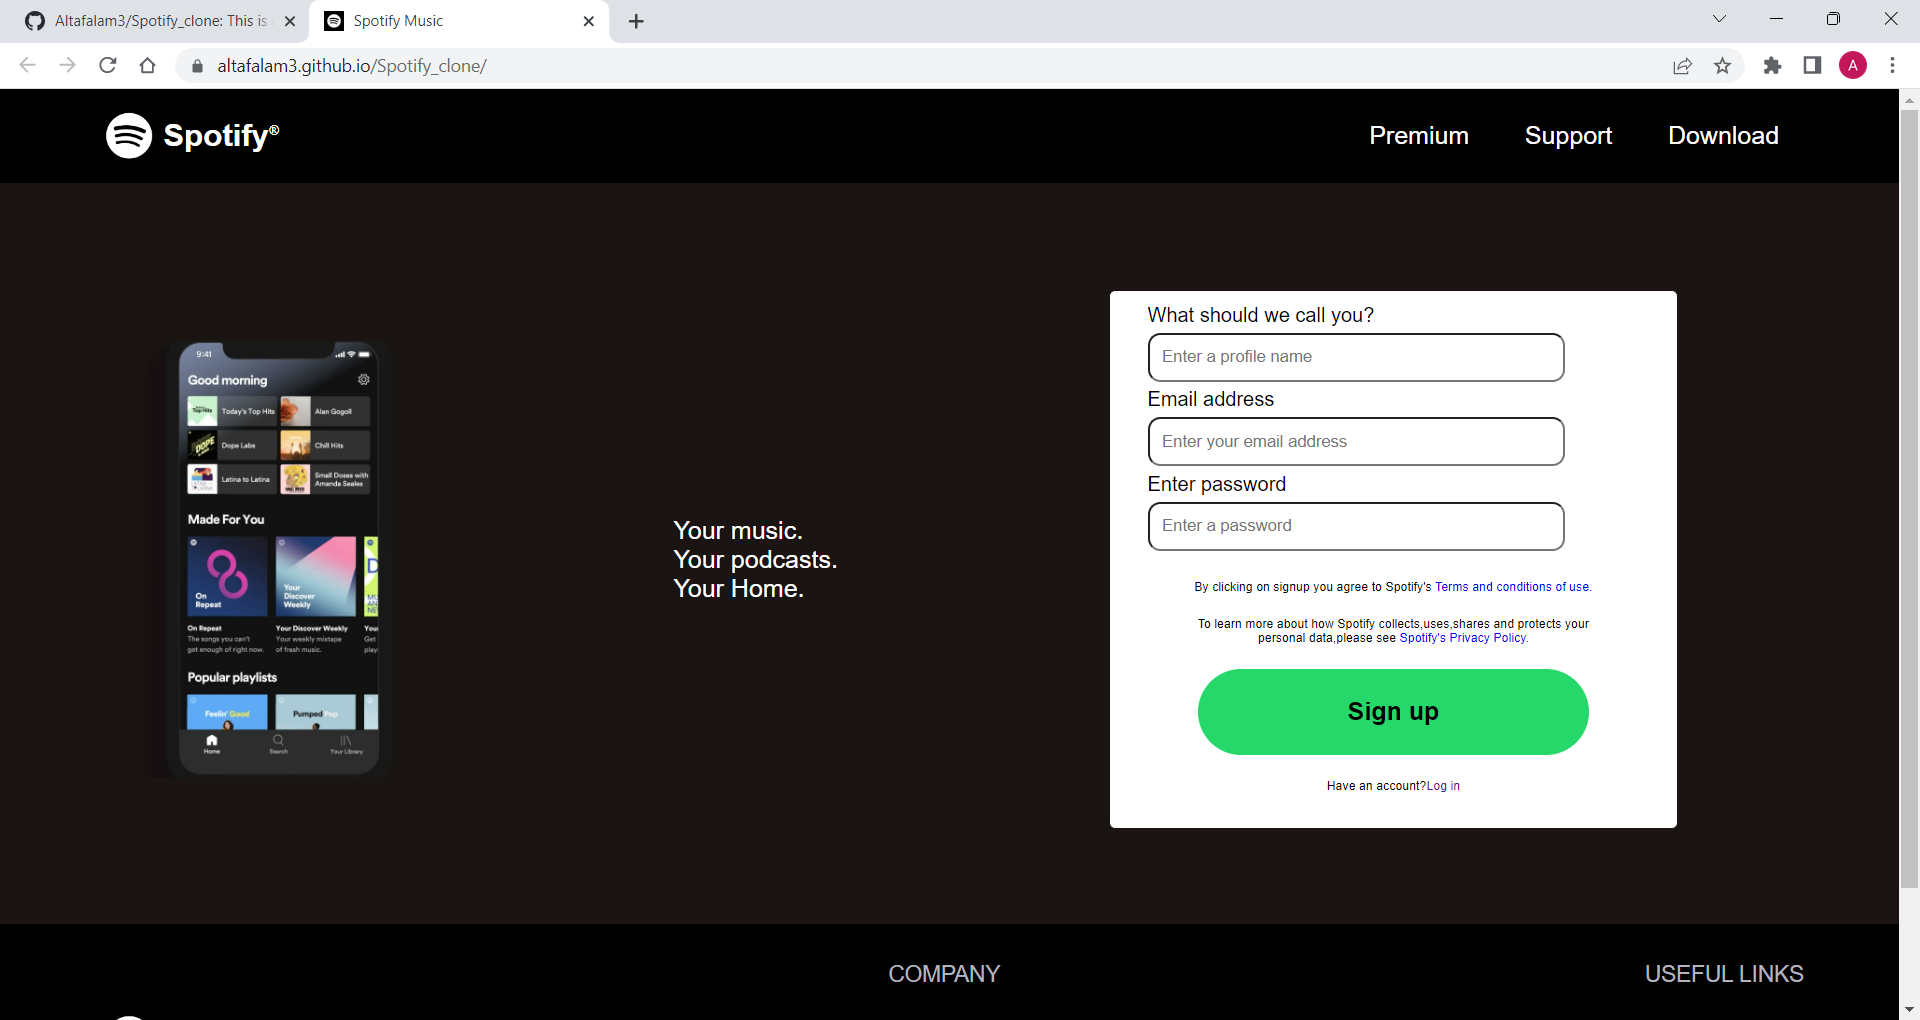 Altafalam3/Spotify_clone: This is
Spotify Music
altafalam3.github.io/Spotify_clone/
A
Spotify®
Premium
Support
Download
9:41
Good morning
Today's Top Hits
Alan Gogoll
Dope Labs
Chill Hits
Latina to Latina
Small Doses with
Amanda Seales
Made For You
On
Repeat
Your
Discover
Weekly
On Repeat
The songs you can't
get enough of right now.
Your Discover Weekly
Your weekly mixtape
of fresh music.
You
Get
play
Popular playlists
Feelin' Good
Pumped Pop
Home
Search
Your Library
Your music.
Your podcasts.
Your Home.
What should we call you?
Enter a profile name
Email address
Enter your email address
Enter password
Enter a password
By clicking on signup you agree to Spotify's Terms and conditions of use.
To learn more about how Spotify collects,uses,shares and protects your
personal data,please see Spotify's Privacy Policy.
Sign up
Have an account?Log in
COMPANY
USEFUL LINKS